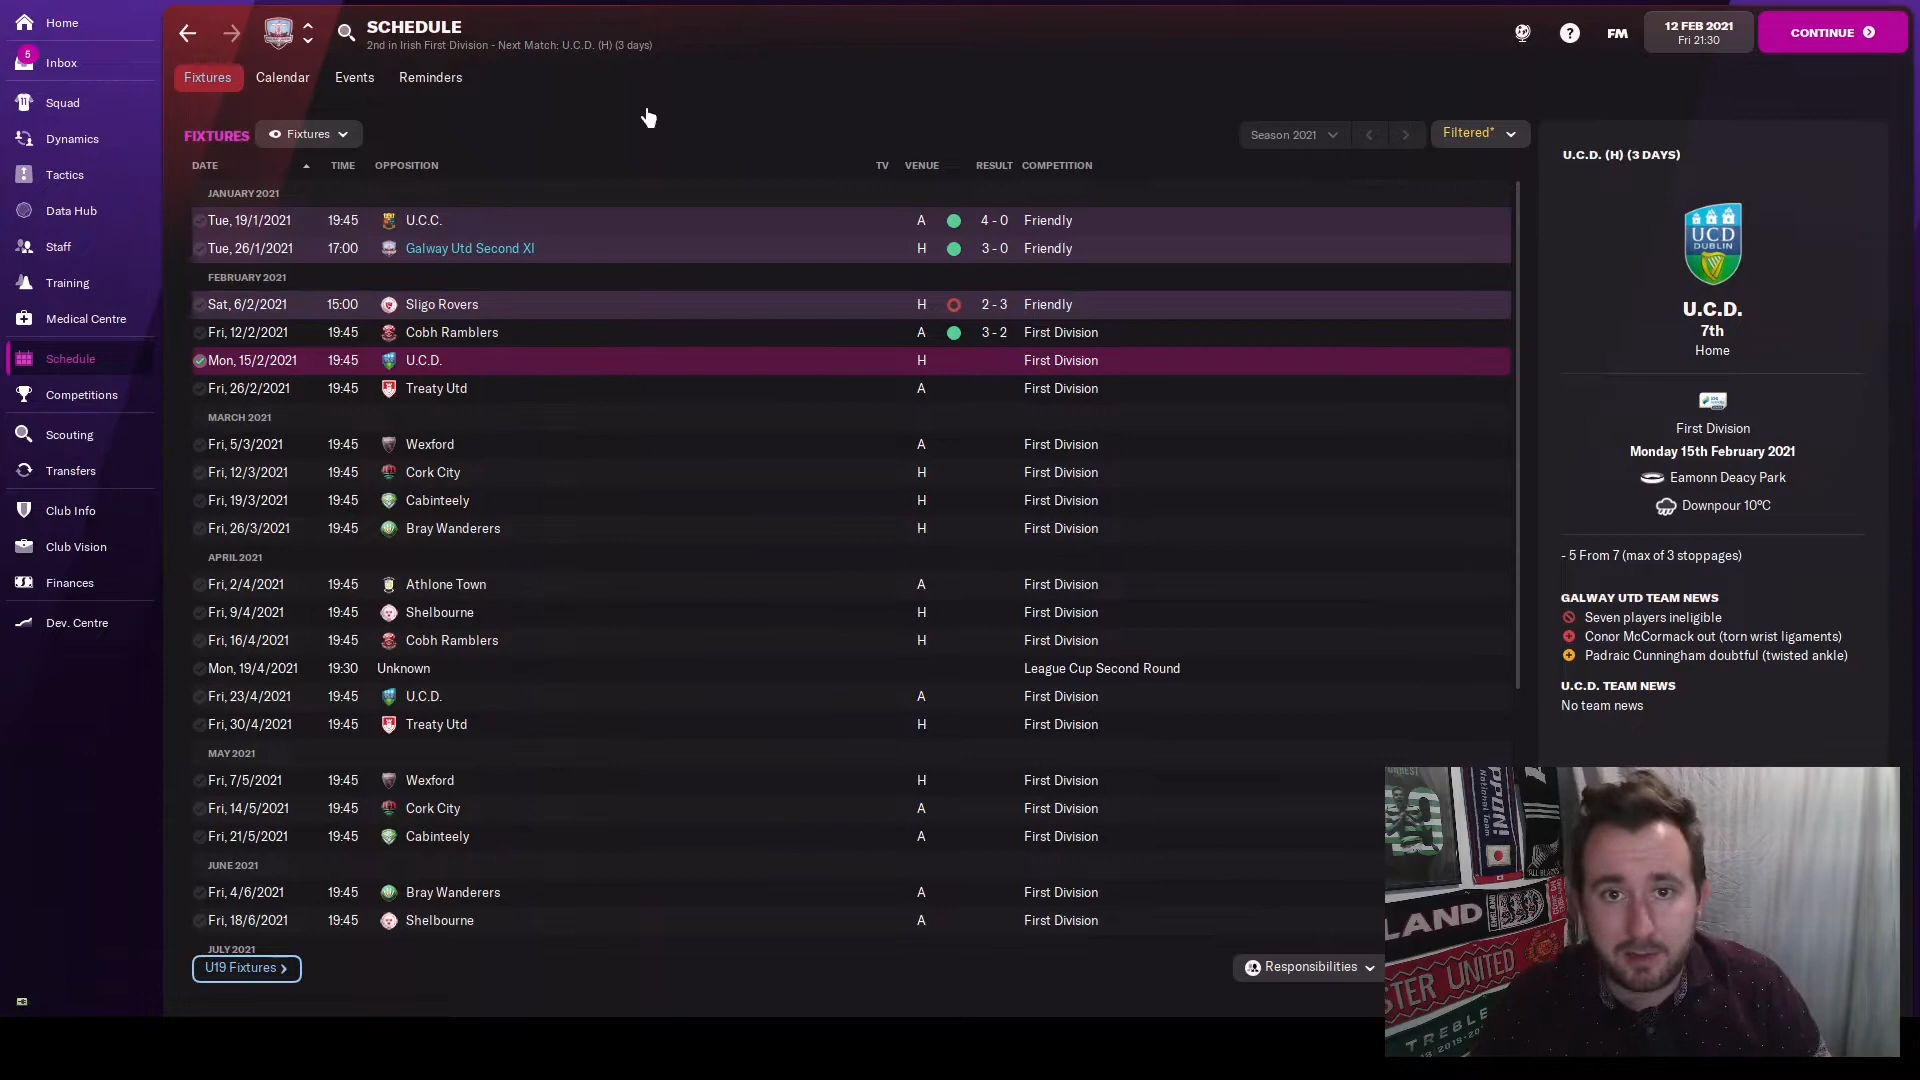 Home
5
Inbox
Squad
Dynamics
Tactics
Data Hub
Staff
Training
Medical Centre
Schedule
Competitions
Scouting
Transfers
Club Info
Club Vision
Finances
Dev. Centre
SCHEDULE
2nd in Irish First Division - Next Match: U.C.D. (H) (3 days)
? FM
12 FEB 2021
Fri 21:30
CONTINUE
Fixtures Calendar Events Reminders
FIXTURES Fixtures Season 2021 Filtered*
DATE TIME OPPOSITION TV VENUE RESULT COMPETITION
JANUARY 2021
Tue, 19/1/2021 19:45 U.C.C. A 4 - 0 Friendly
Tue, 26/1/2021 17:00 Galway Utd Second XI H 3 - 0 Friendly
FEBRUARY 2021
Sat, 6/2/2021 15:00 Sligo Rovers H 2 - 3 Friendly
Fri, 12/2/2021 19:45 Cobh Ramblers A 3 - 2 First Division
Mon, 15/2/2021 19:45 U.C.D. H First Division
Fri, 26/2/2021 19:45 Treaty Utd A First Division
MARCH 2021
Fri, 5/3/2021 19:45 Wexford A First Division
Fri, 12/3/2021 19:45 Cork City H First Division
Fri, 19/3/2021 19:45 Cabinteely H First Division
Fri, 26/3/2021 19:45 Bray Wanderers H First Division
APRIL 2021
Fri, 2/4/2021 19:45 Athlone Town A First Division
Fri, 9/4/2021 19:45 Shelbourne H First Division
Fri, 16/4/2021 19:45 Cobh Ramblers H First Division
Mon, 19/4/2021 19:30 Unknown League Cup Second Round
Fri, 23/4/2021 19:45 U.C.D. A First Division
Fri, 30/4/2021 19:45 Treaty Utd H First Division
MAY 2021
Fri, 7/5/2021 19:45 Wexford H First Division
Fri, 14/5/2021 19:45 Cork City A First Division
Fri, 21/5/2021 19:45 Cabinteely A First Division
JUNE 2021
Fri, 4/6/2021 19:45 Bray Wanderers A First Division
Fri, 18/6/2021 19:45 Shelbourne A First Division
JULY 2021
U19 Fixtures
Responsibilities
U.C.D. (H) (3 DAYS)
UCD
DUBLIN
U.C.D.
7th
Home
First Division
Monday 15th February 2021
Eamonn Deacy Park
Downpour 10ºC
- 5 From 7 (max of 3 stoppages)
GALWAY UTD TEAM NEWS
Seven players ineligible
Conor McCormack out (torn wrist ligaments)
Padraic Cunningham doubtful (twisted ankle)
U.C.D. TEAM NEWS
No team news
NIPPON!
National Team
ALL BLACKS
LAND
ENGLAND
STER UNITED
TREBLE